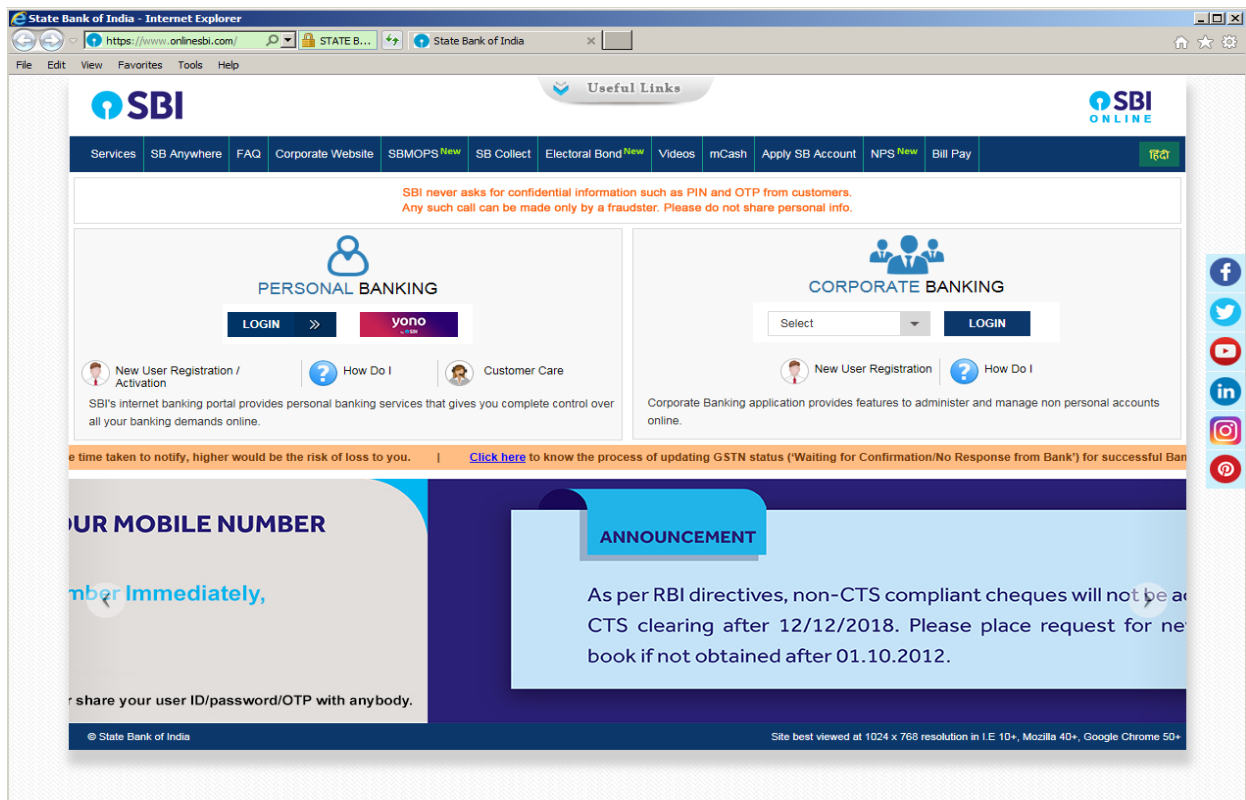 State Bank of India - Internet Explorer
https://www.onlinesbi.com/
STATE B...
State Bank of India
File Edit View Favorites Tools Help
Useful Links
SBI
SBI
ONLINE
Services SB Anywhere FAQ Corporate Website SBMOPS New SB Collect Electoral Bond New Videos mCash Apply SB Account NPS New Bill Pay हिंदी
SBI never asks for confidential information such as PIN and OTP from customers.
Any such call can be made only by a fraudster. Please do not share personal info.
PERSONAL BANKING
LOGIN
yono
by SBI
New User Registration /
Activation
How Do I
Customer Care
SBI's internet banking portal provides personal banking services that gives you complete control over
all your banking demands online.
CORPORATE BANKING
Select
LOGIN
New User Registration
How Do I
Corporate Banking application provides features to administer and manage non personal accounts
online.
e time taken to notify, higher would be the risk of loss to you. | Click here to know the process of updating GSTN status (‘Waiting for Confirmation/No Response from Bank’) for successful Ban
OUR MOBILE NUMBER
mber Immediately,
r share your user ID/password/OTP with anybody.
ANNOUNCEMENT
As per RBI directives, non-CTS compliant cheques will not be ac
CTS clearing after 12/12/2018. Please place request for ne
book if not obtained after 01.10.2012.
© State Bank of India
Site best viewed at 1024 x 768 resolution in I.E 10+, Mozilla 40+, Google Chrome 50+